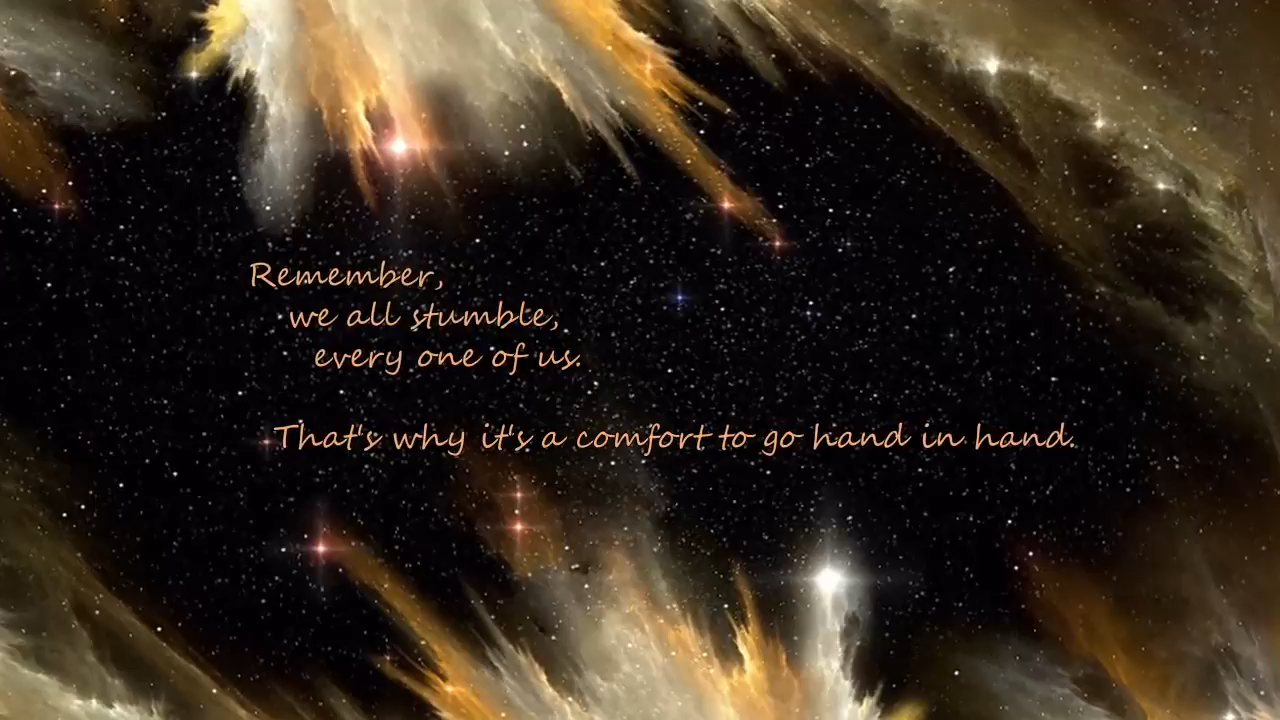 Remember,
we all stumble,
every one of us.
That's why it's a comfort to go hand in hand.